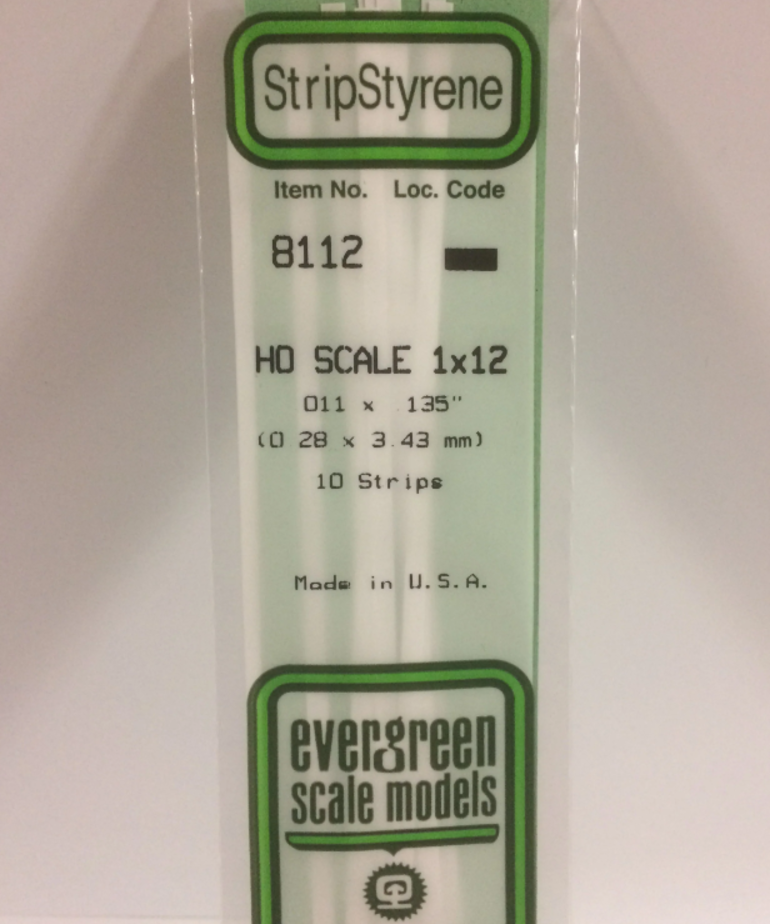 StripStyrene
Item No. Loc. Code
8112
HO SCALE 1x12
.011 x .135"
(0.28 x 3.43 mm)
10 Strips
Made in U.S.A.
evergreen
scale models